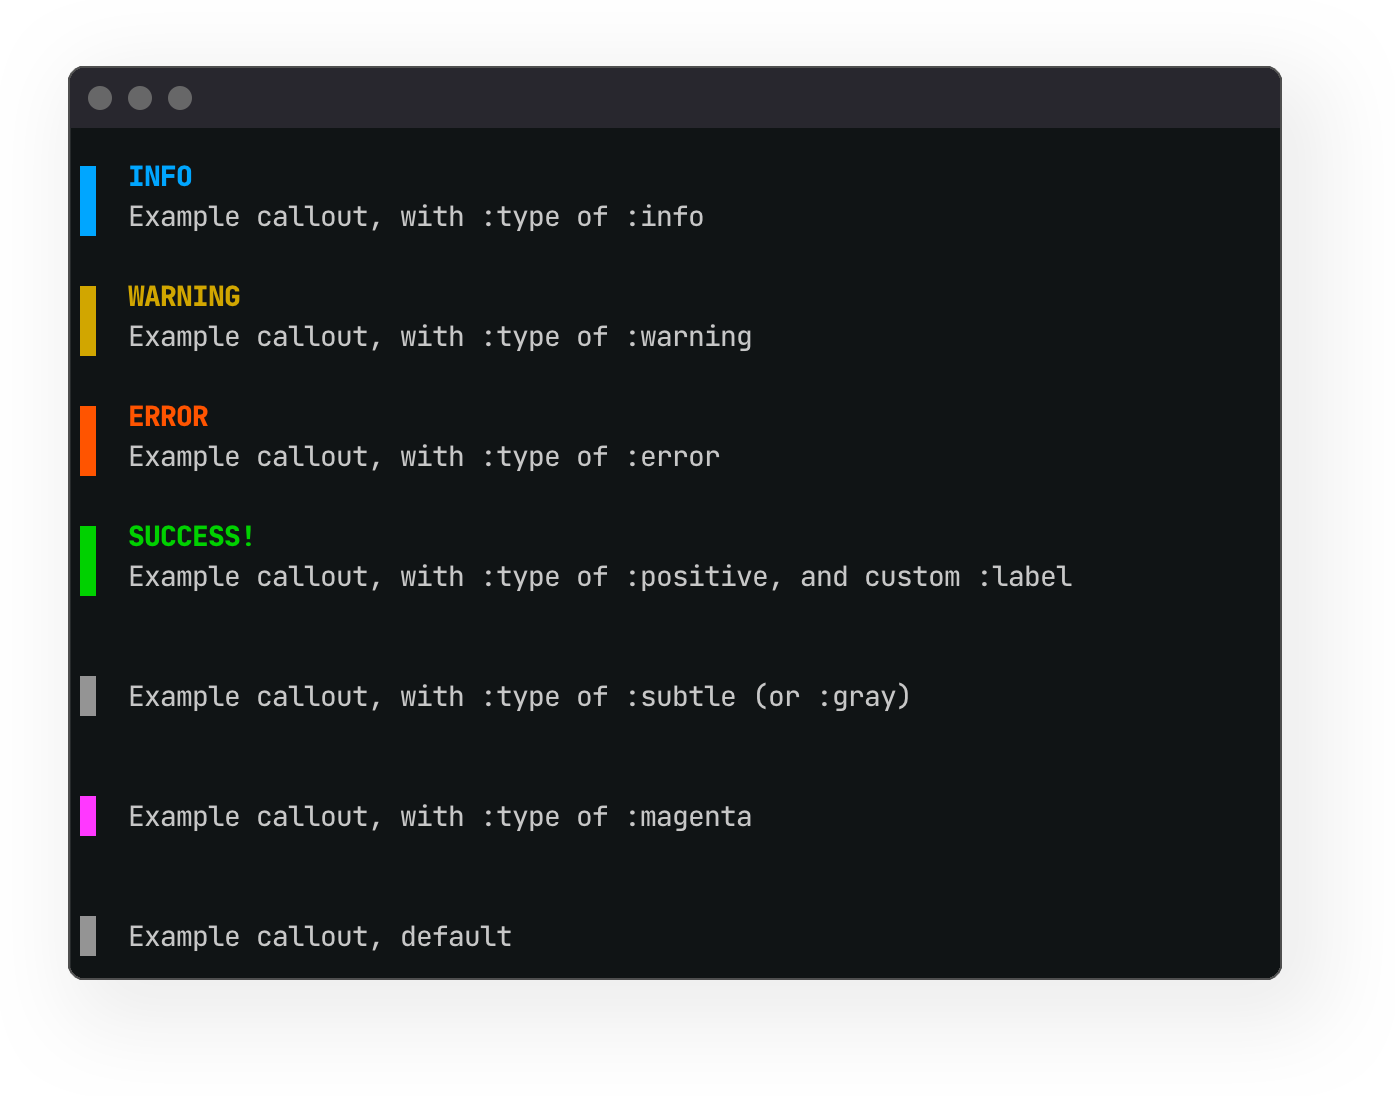 INFO
Example callout, with :type of :info
WARNING
Example callout, with :type of :warning
ERROR
Example callout, with :type of :error
SUCCESS!
Example callout, with :type of :positive, and custom :label
Example callout, with :type of :subtle (or :gray)
Example callout, with :type of :magenta
Example callout, default